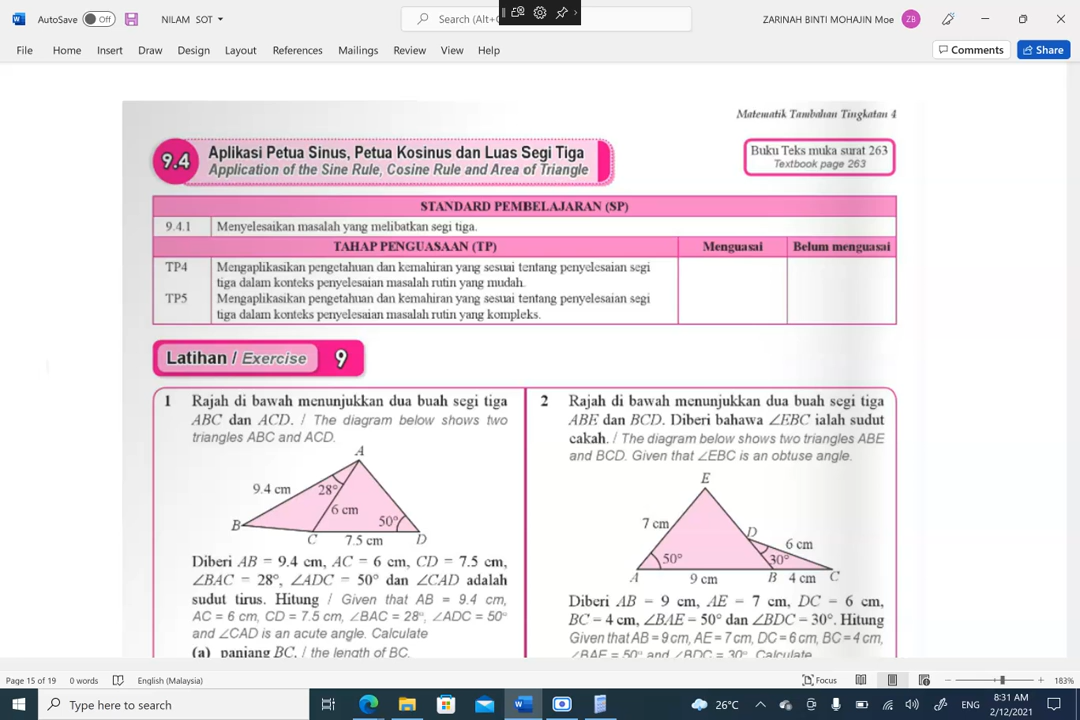 AutoSave Off NILAM SOT Search (Alt+ ZARINAH BINTI MOHAJIN Moe ZB
File Home Insert Draw Design Layout References Mailings Review View Help Comments Share
Matematik Tambahan Tingkatan 4
9.4 Aplikasi Petua Sinus, Petua Kosinus dan Luas Segi Tiga
Application of the Sine Rule, Cosine Rule and Area of Triangle
Buku Teks muka surat 263
Textbook page 263
STANDARD PEMBELAJARAN (SP)
9.4.1 Menyelesaikan masalah yang melibatkan segi tiga.
TAHAP PENGUASAAN (TP) Menguasai Belum menguasai
TP4 Mengaplikasikan pengetahuan dan kemahiran yang sesuai tentang penyelesaian segi
tiga dalam konteks penyelesaian masalah rutin yang mudah.
TP5 Mengaplikasikan pengetahuan dan kemahiran yang sesuai tentang penyelesaian segi
tiga dalam konteks penyelesaian masalah rutin yang kompleks.
Latihan / Exercise 9
1 Rajah di bawah menunjukkan dua buah segi tiga
ABC dan ACD. / The diagram below shows two
triangles ABC and ACD.
A
9.4 cm 28°
6 cm
50°
B
C 7.5 cm D
Diberi AB = 9.4 cm, AC = 6 cm, CD = 7.5 cm,
∠BAC = 28°, ∠ADC = 50° dan ∠CAD adalah
sudut tirus. Hitung / Given that AB = 9.4 cm,
AC = 6 cm, CD = 7.5 cm, ∠BAC = 28°, ∠ADC = 50°
and ∠CAD is an acute angle. Calculate
(a) panjang BC. / the length of BC.
2 Rajah di bawah menunjukkan dua buah segi tiga
ABE dan BCD. Diberi bahawa ∠EBC ialah sudut
cakah. / The diagram below shows two triangles ABE
and BCD. Given that ∠EBC is an obtuse angle.
E
7 cm
D
6 cm
50°
30°
A 9 cm B 4 cm C
Diberi AB = 9 cm, AE = 7 cm, DC = 6 cm,
BC = 4 cm, ∠BAE = 50° dan ∠BDC = 30°. Hitung
Given that AB = 9 cm, AE = 7 cm, DC = 6 cm, BC = 4 cm,
∠BAE = 50° and ∠BDC = 30°. Calculate
Page 15 of 19 0 words English (Malaysia) Focus 183%
Type here to search 26°C ENG 8:31 AM
2/12/2021